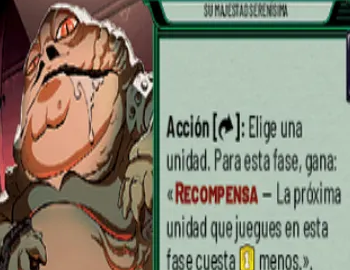 SU MAJESTAD SERENÍSIMA
Acción [↷]: Elige una
unidad. Para esta fase, gana:
«RECOMPENSA – La próxima
unidad que juegues en esta
fase cuesta 1 menos.».